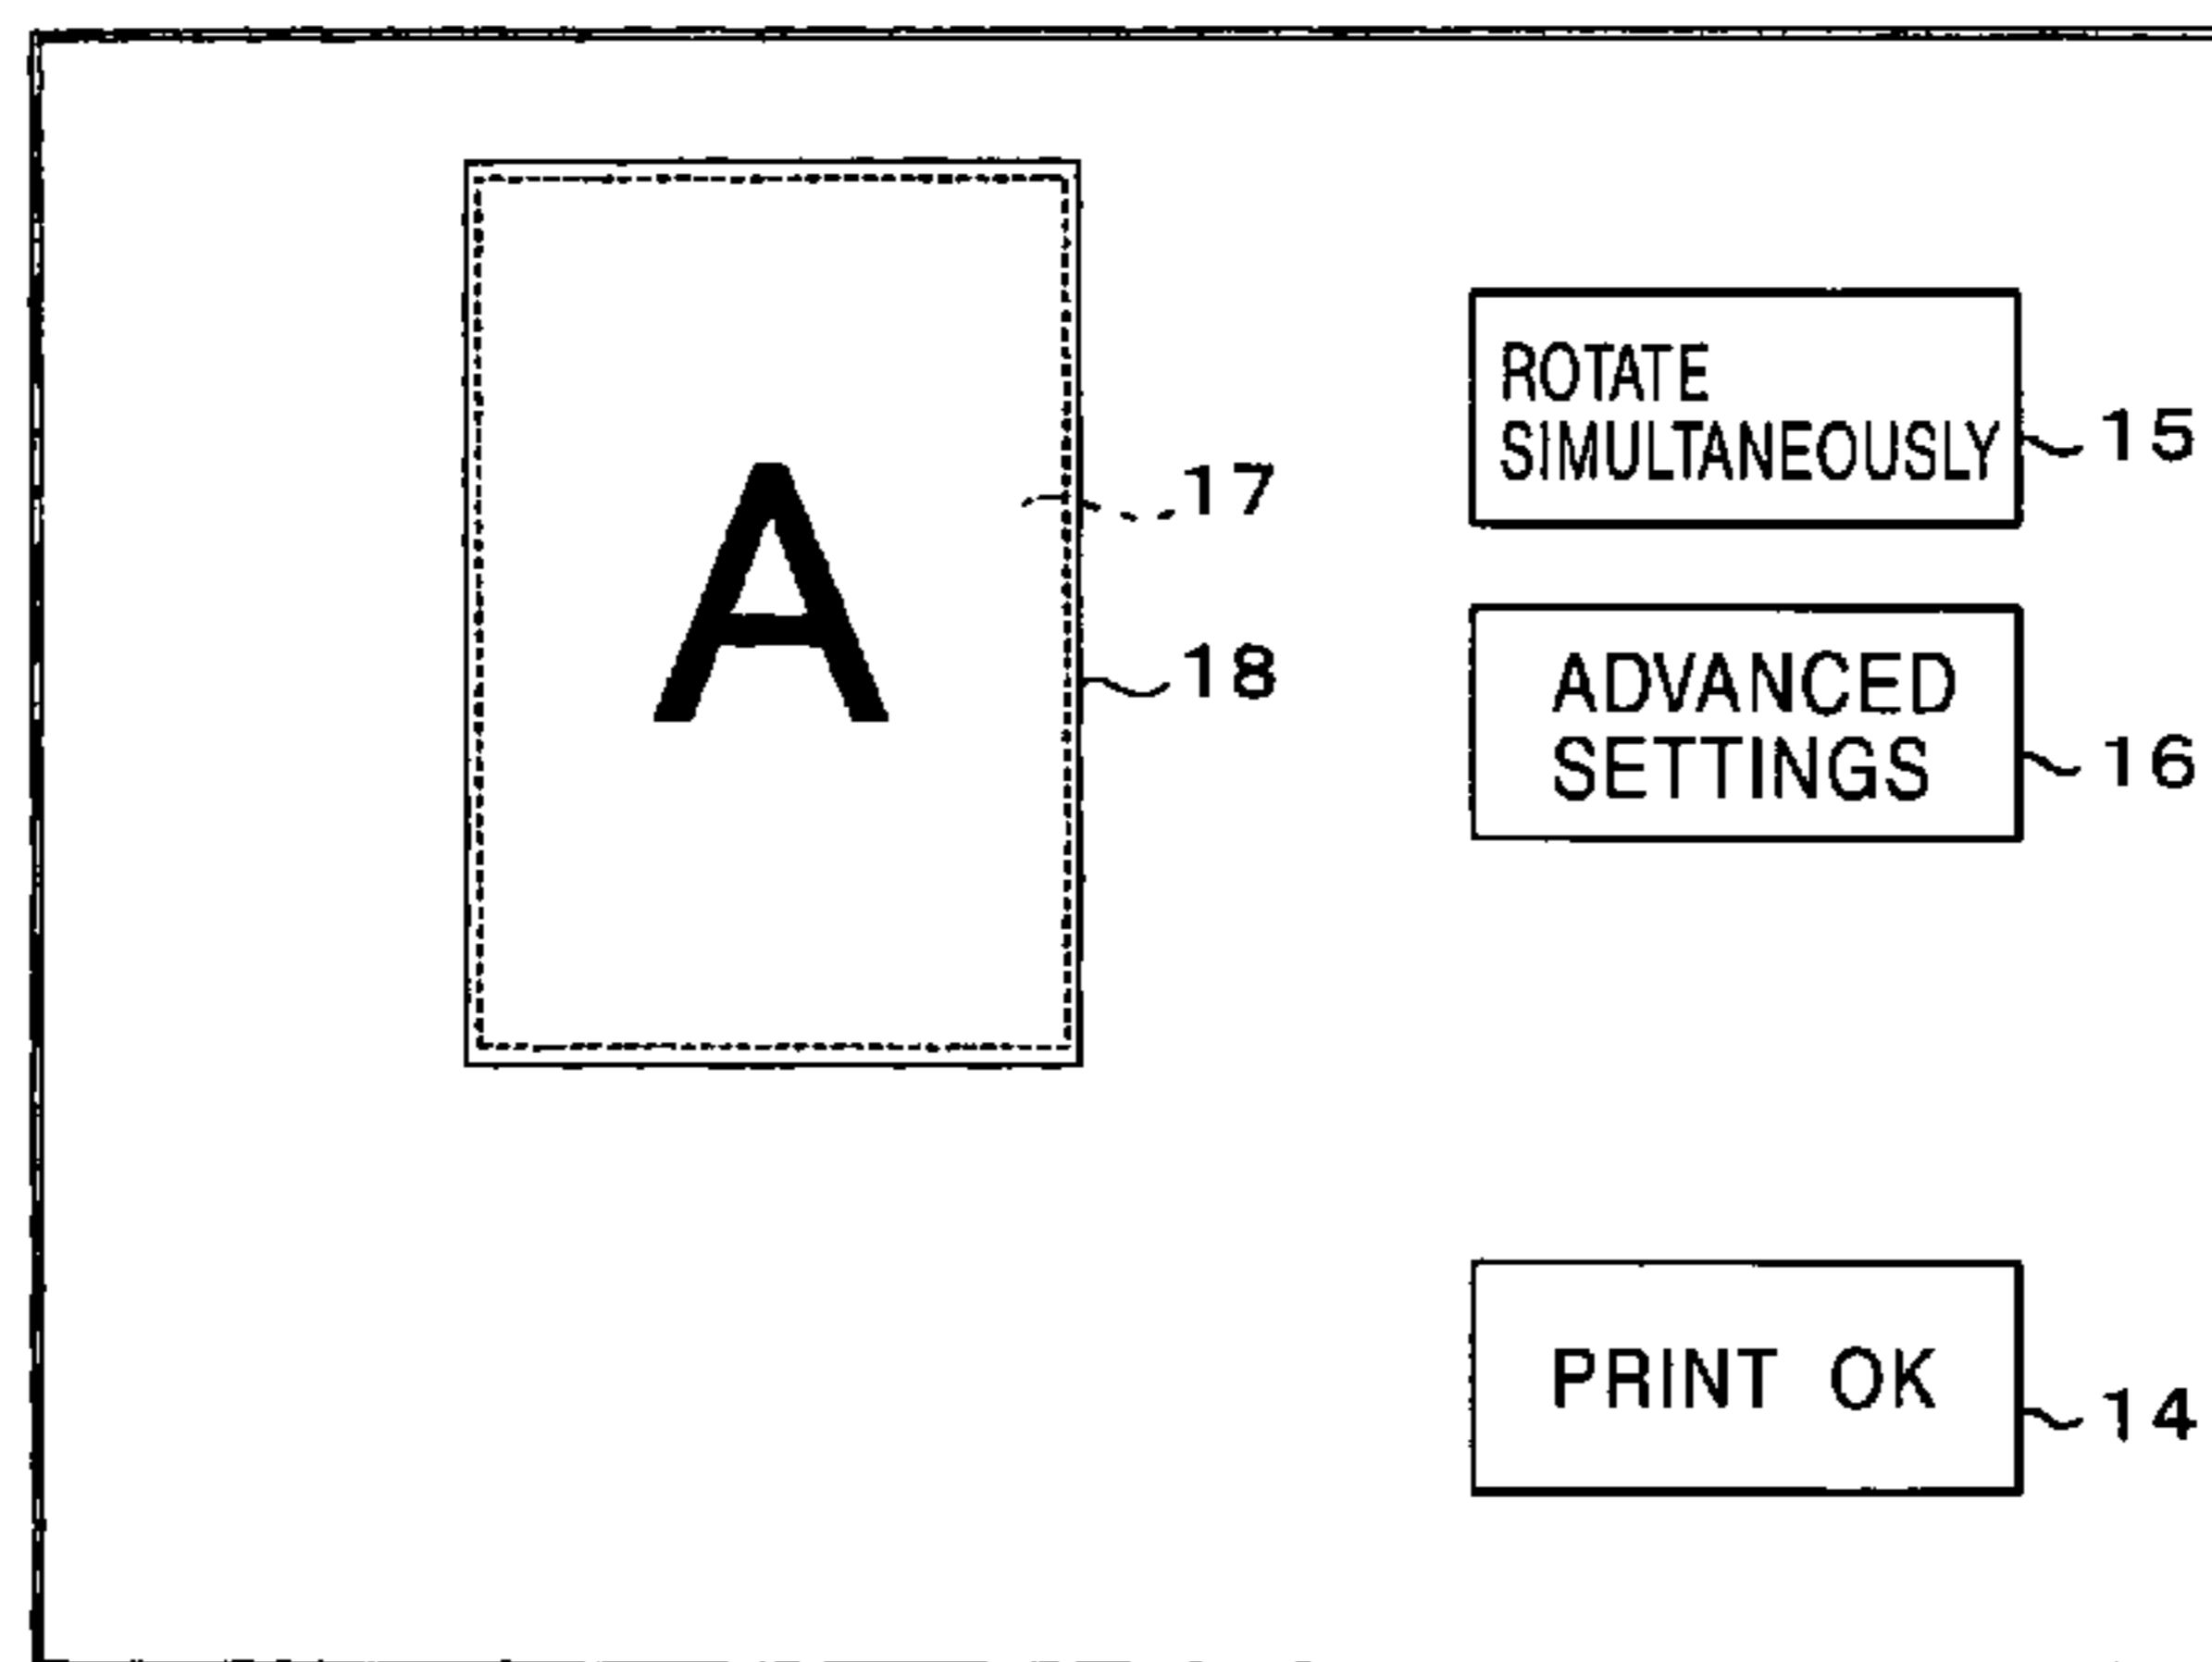 A
17
18
ROTATE
SIMULTANEOUSLY
15
ADVANCED
SETTINGS
16
PRINT OK
14